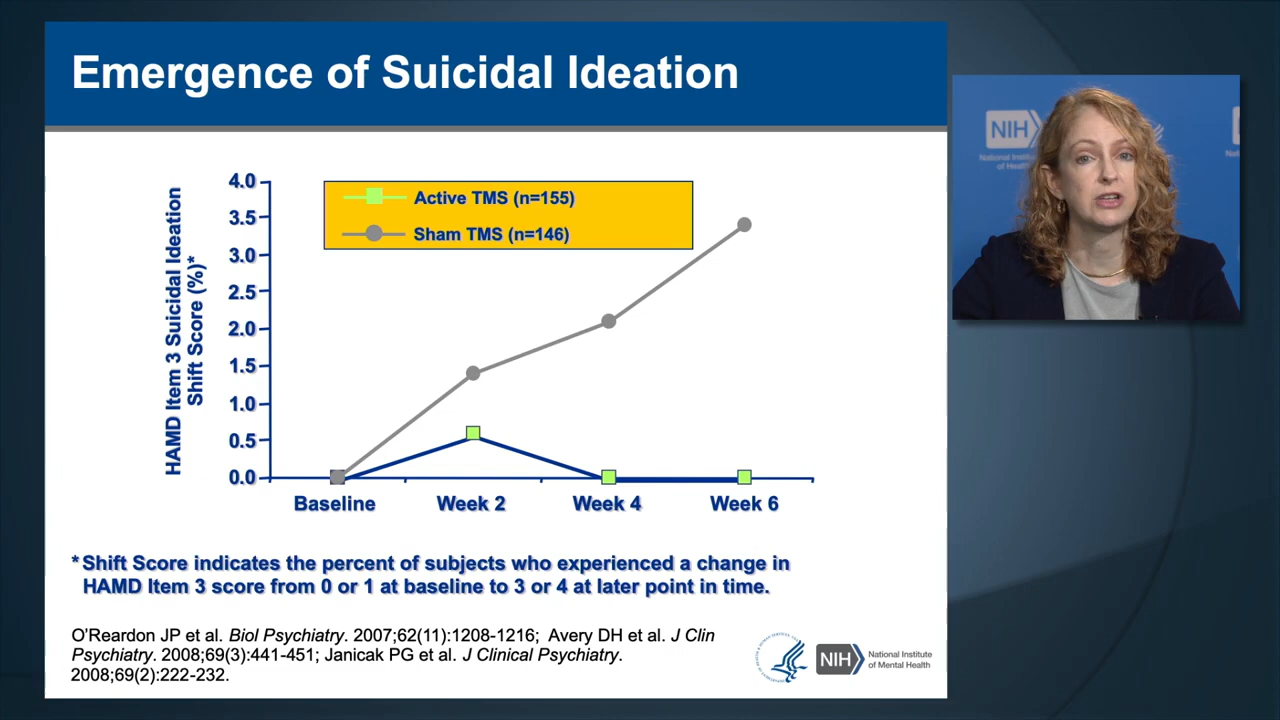 Emergence of Suicidal Ideation
HAMD Item 3 Suicidal Ideation
Shift Score (%)*
4.0
3.5
3.0
2.5
2.0
1.5
1.0
0.5
0.0
Active TMS (n=155)
Sham TMS (n=146)
Baseline
Week 2
Week 4
Week 6
* Shift Score indicates the percent of subjects who experienced a change in
HAMD Item 3 score from 0 or 1 at baseline to 3 or 4 at later point in time.
O'Reardon JP et al. Biol Psychiatry. 2007;62(11):1208-1216; Avery DH et al. J Clin
Psychiatry. 2008;69(3):441-451; Janicak PG et al. J Clinical Psychiatry.
2008;69(2):222-232.
NIH
National Institute
of Mental Health
NIH
National
of Health